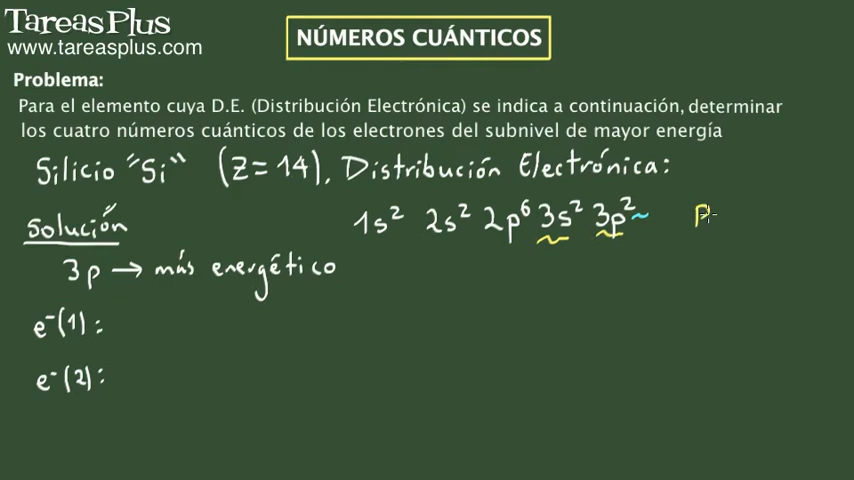 TareasPlus
www.tareasplus.com
NÚMEROS CUÁNTICOS
Problema:
Para el elemento cuya D.E. (Distribución Electrónica) se indica a continuación, determinar
los cuatro números cuánticos de los electrones del subnivel de mayor energía
Silicio "Si" (Z=14), Distribución Electrónica:
1s² 2s² 2p⁶ 3s² 3p² P
Solución
3p → más energético
e⁻(1):
e⁻(2):